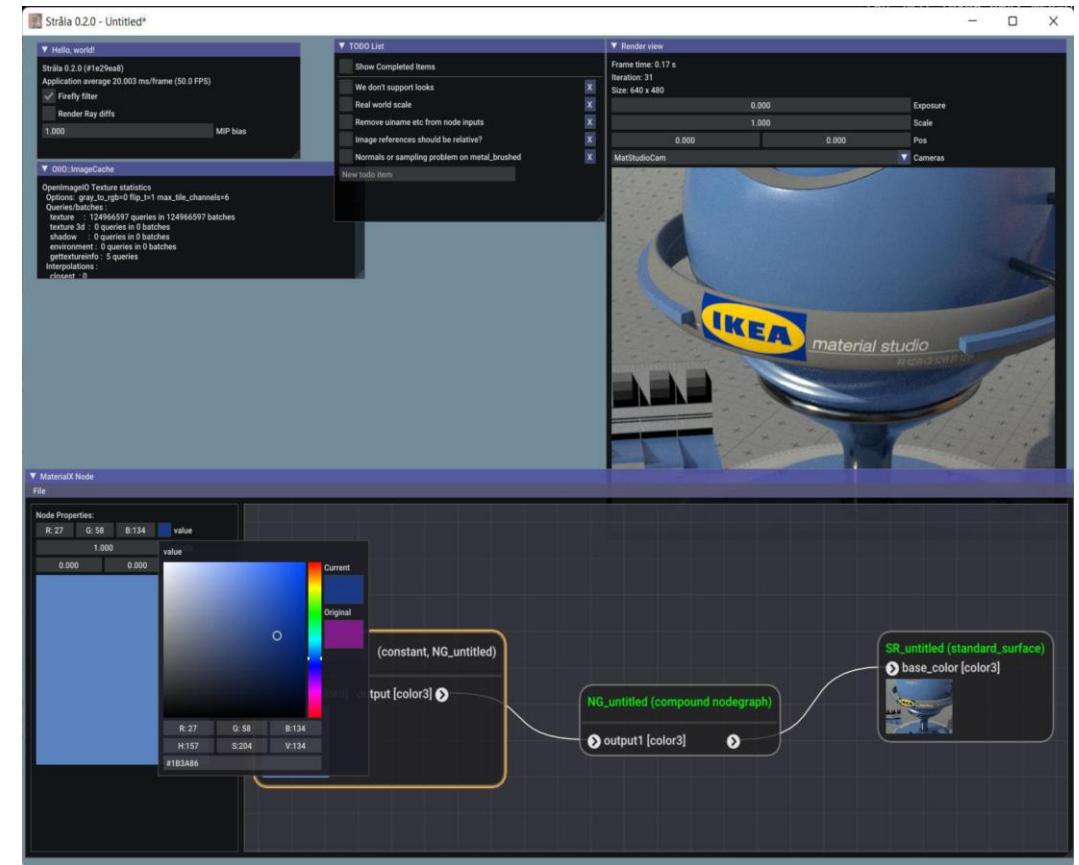 Stråla 0.2.0 - Untitled*
Hello, world!
Stråla 0.2.0 (#1e29ea8)
Application average 20.003 ms/frame (50.0 FPS)
Firefly filter
Render Ray diffs
1.000 MIP bias
OIIO::ImageCache
OpenImageIO Texture statistics
Options: gray_to_rgb=0 flip_t=1 max_tile_channels=6
Queries/batches :
texture : 124966597 queries in 124966597 batches
texture 3d : 0 queries in 0 batches
shadow : 0 queries in 0 batches
environment : 0 queries in 0 batches
gettextureinfo : 5 queries
Interpolations :
closest : 0
TODO List
Show Completed Items
We don't support looks X
Real world scale X
Remove uiname etc from node inputs X
Image references should be relative? X
Normals or sampling problem on metal_brushed X
New todo item
Render view
Frame time: 0.17 s
Iteration: 31
Size: 640 x 480
0.000 Exposure
1.000 Scale
0.000 0.000 Pos
MatStudioCam Cameras
IKEA
material studio
MaterialX Node
File
Node Properties:
R: 27 G: 58 B:134 value
1.000
0.000 0.000
value
Current
Original
R: 27 G: 58 B:134
H:157 S:204 V:134
#1B3A86
(constant, NG_untitled)
output [color3]
NG_untitled (compound nodegraph)
output1 [color3]
SR_untitled (standard_surface)
base_color [color3]